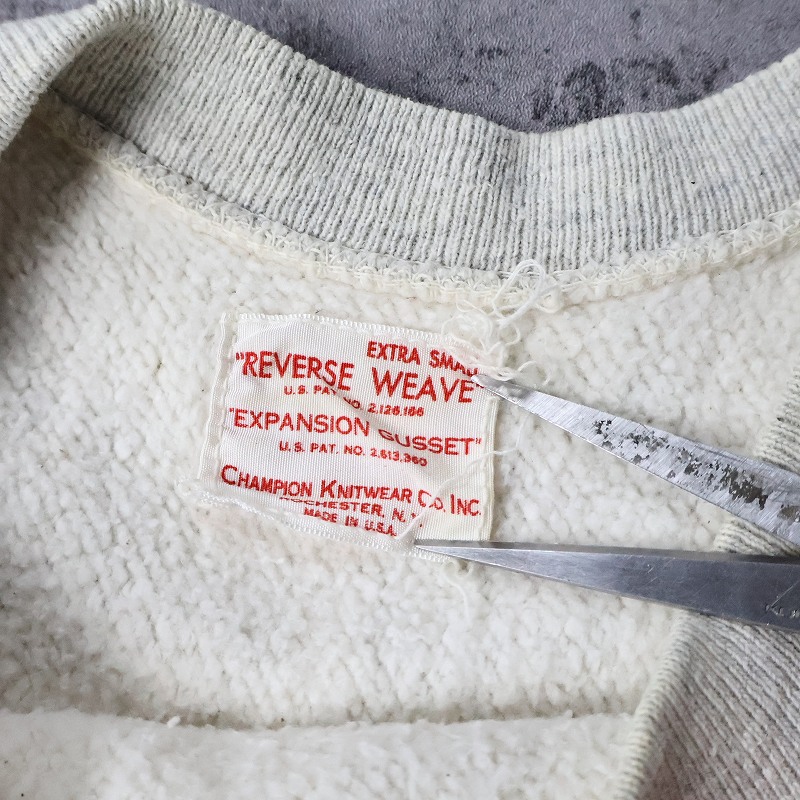 EXTRA SMALL
"REVERSE WEAVE"
U.S. PAT. NO. 2,126,186
"EXPANSION GUSSET"
U.S. PAT. NO. 2,613,360
CHAMPION KNITWEAR CO. INC.
ROCHESTER, N.Y.
MADE IN U.S.A.